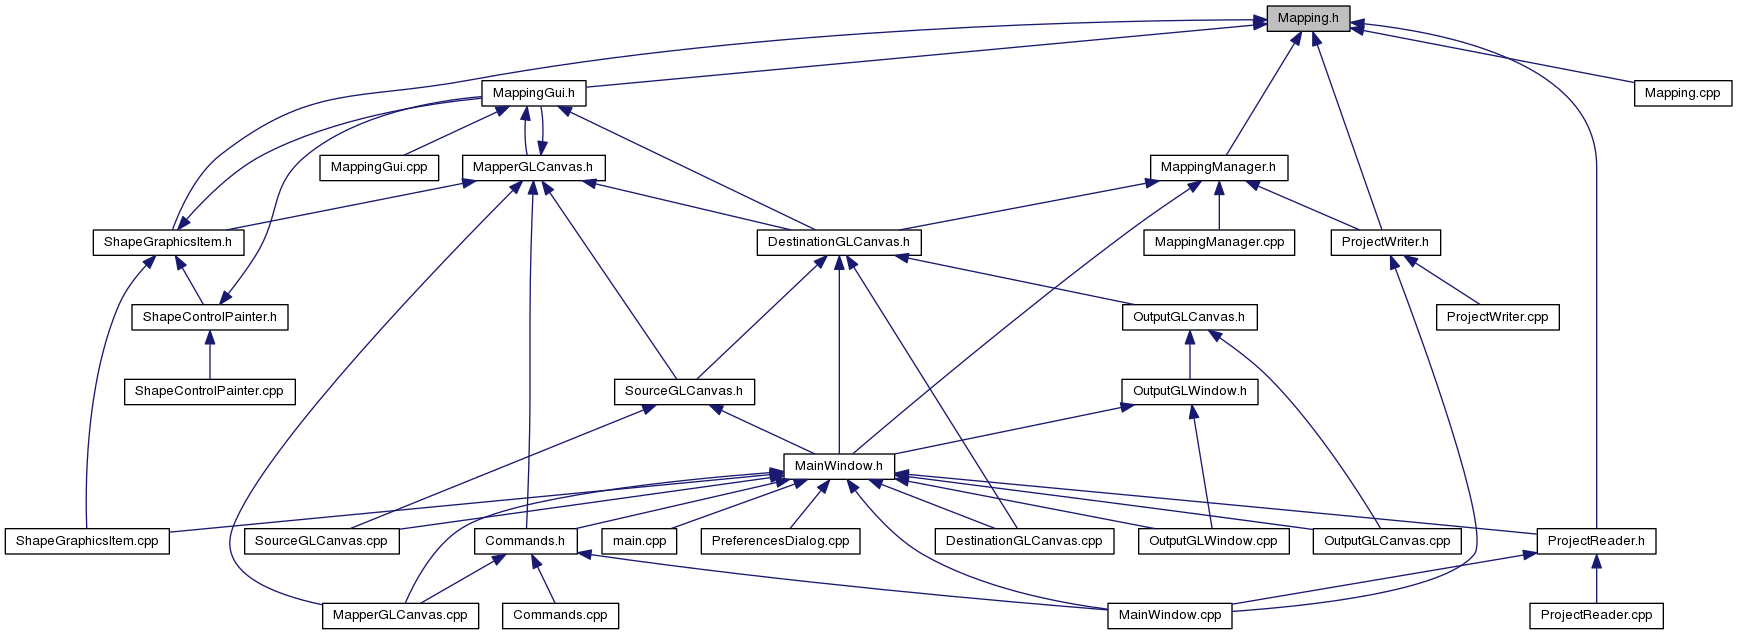 Mapping.h
MappingGui.h
Mapping.cpp
MappingGui.cpp
MapperGLCanvas.h
MappingManager.h
ShapeGraphicsItem.h
DestinationGLCanvas.h
MappingManager.cpp
ProjectWriter.h
ShapeControlPainter.h
OutputGLCanvas.h
ProjectWriter.cpp
ShapeControlPainter.cpp
SourceGLCanvas.h
OutputGLWindow.h
MainWindow.h
ShapeGraphicsItem.cpp
SourceGLCanvas.cpp
Commands.h
main.cpp
PreferencesDialog.cpp
DestinationGLCanvas.cpp
OutputGLWindow.cpp
OutputGLCanvas.cpp
ProjectReader.h
MapperGLCanvas.cpp
Commands.cpp
MainWindow.cpp
ProjectReader.cpp